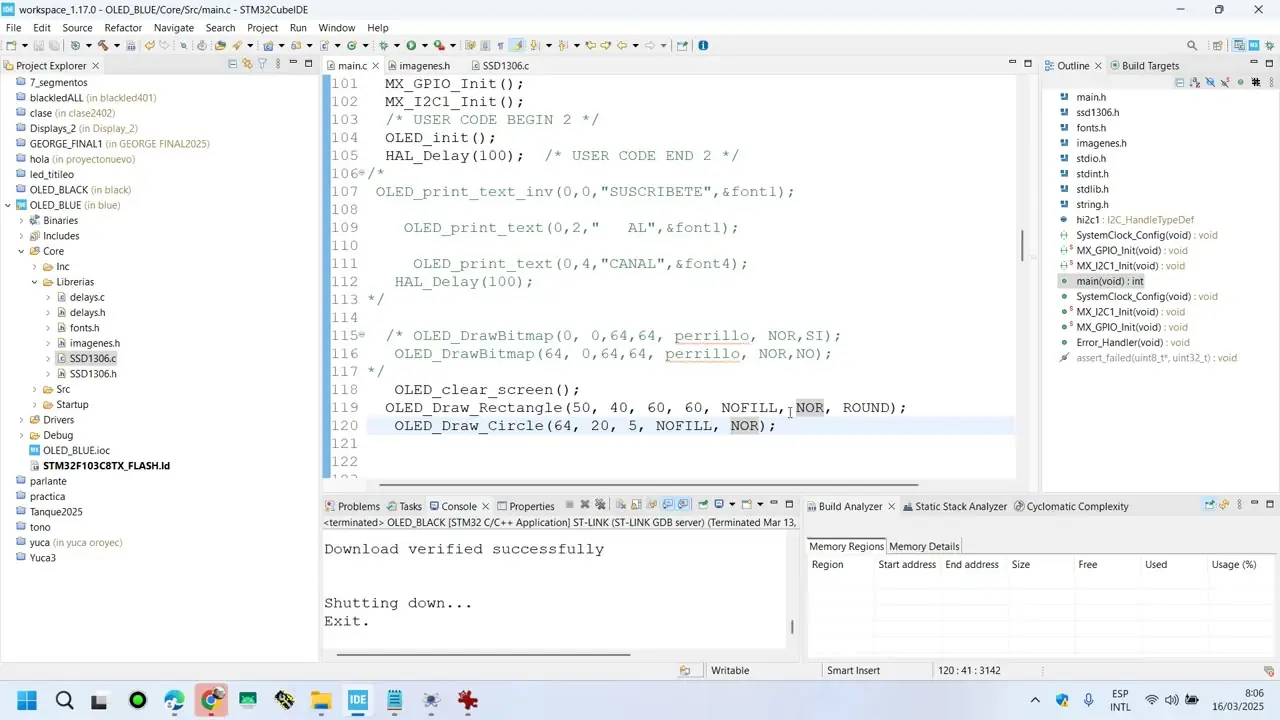 workspace_1.17.0 - OLED_BLUE/Core/Src/main.c - STM32CubeIDE
File Edit Source Refactor Navigate Search Project Run Window Help
Project Explorer
7_segmentos
blackledALL (in blackled401)
clase (in clase2402)
Displays_2 (in Display_2)
GEORGE_FINAL1 (in GEORGE FINAL2025)
hola (in proyectonuevo)
led_titileo
OLED_BLACK (in black)
OLED_BLUE (in blue)
Binaries
Includes
Core
Inc
Librerias
delays.c
delays.h
fonts.h
imagenes.h
SSD1306.c
SSD1306.h
Src
Startup
Drivers
Debug
OLED_BLUE.ioc
STM32F103C8TX_FLASH.ld
parlante
practica
Tanque2025
tono
yuca (in yuca oroyec)
Yuca3
main.c imagenes.h SSD1306.c
101 MX_GPIO_Init();
102 MX_I2C1_Init();
103 /* USER CODE BEGIN 2 */
104 OLED_init();
105 HAL_Delay(100); /* USER CODE END 2 */
106 /*
107 OLED_print_text_inv(0,0,"SUSCRIBETE",&font1);
108
109 OLED_print_text(0,2," AL",&font1);
110
111 OLED_print_text(0,4,"CANAL",&font4);
112 HAL_Delay(100);
113 */
114
115 /* OLED_DrawBitmap(0, 0,64,64, perrillo, NOR,SI);
116 OLED_DrawBitmap(64, 0,64,64, perrillo, NOR,NO);
117 */
118 OLED_clear_screen();
119 OLED_Draw_Rectangle(50, 40, 60, 60, NOFILL, NOR, ROUND);
120 OLED_Draw_Circle(64, 20, 5, NOFILL, NOR);
121
122
Outline Build Targets
main.h
ssd1306.h
fonts.h
imagenes.h
stdio.h
stdint.h
stdlib.h
string.h
hi2c1 : I2C_HandleTypeDef
SystemClock_Config(void) : void
MX_GPIO_Init(void) : void
MX_I2C1_Init(void) : void
main(void) : int
SystemClock_Config(void) : void
MX_I2C1_Init(void) : void
MX_GPIO_Init(void) : void
Error_Handler(void) : void
assert_failed(uint8_t*, uint32_t) : void
Problems Tasks Console Properties
<terminated> OLED_BLACK [STM32 C/C++ Application] ST-LINK (ST-LINK GDB server) (Terminated Mar 13,
Download verified successfully
Shutting down...
Exit.
Build Analyzer Static Stack Analyzer Cyclomatic Complexity
Memory Regions Memory Details
Region Start address End address Size Free Used Usage (%)
Writable Smart Insert 120 : 41 : 3142
IDE
ESP
INTL
8:06
16/03/2025